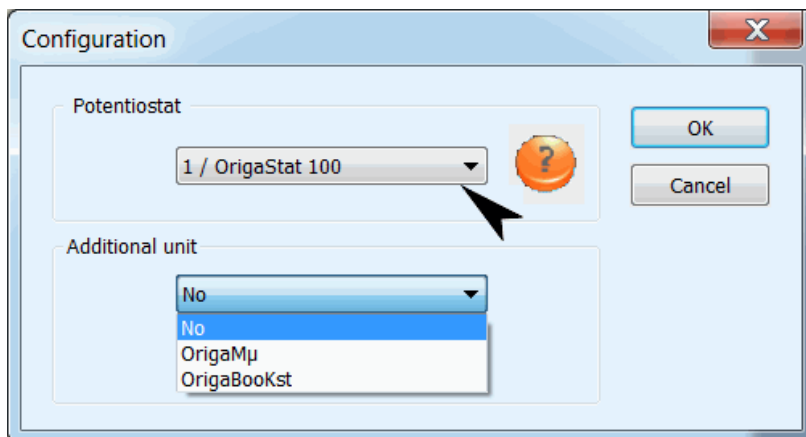 Configuration
X
Potentiostat
1 / OrigaStat 100
?
OK
Cancel
Additional unit
No
No
OrigaMμ
OrigaBooKst